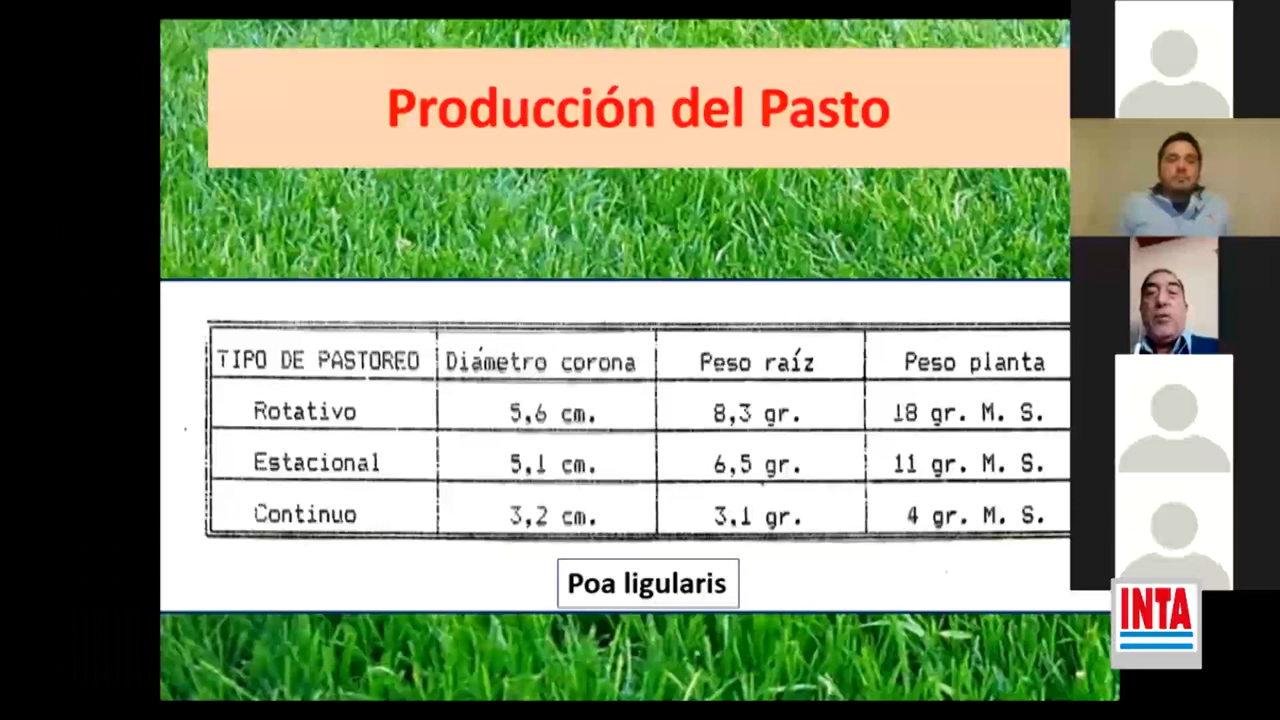 Producción del Pasto
TIPO DE PASTOREO Diámetro corona Peso raíz Peso planta
Rotativo 5,6 cm. 8,3 gr. 18 gr. M. S.
Estacional 5,1 cm. 6,5 gr. 11 gr. M. S.
Continuo 3,2 cm. 3,1 gr. 4 gr. M. S.
Poa ligularis
INTA